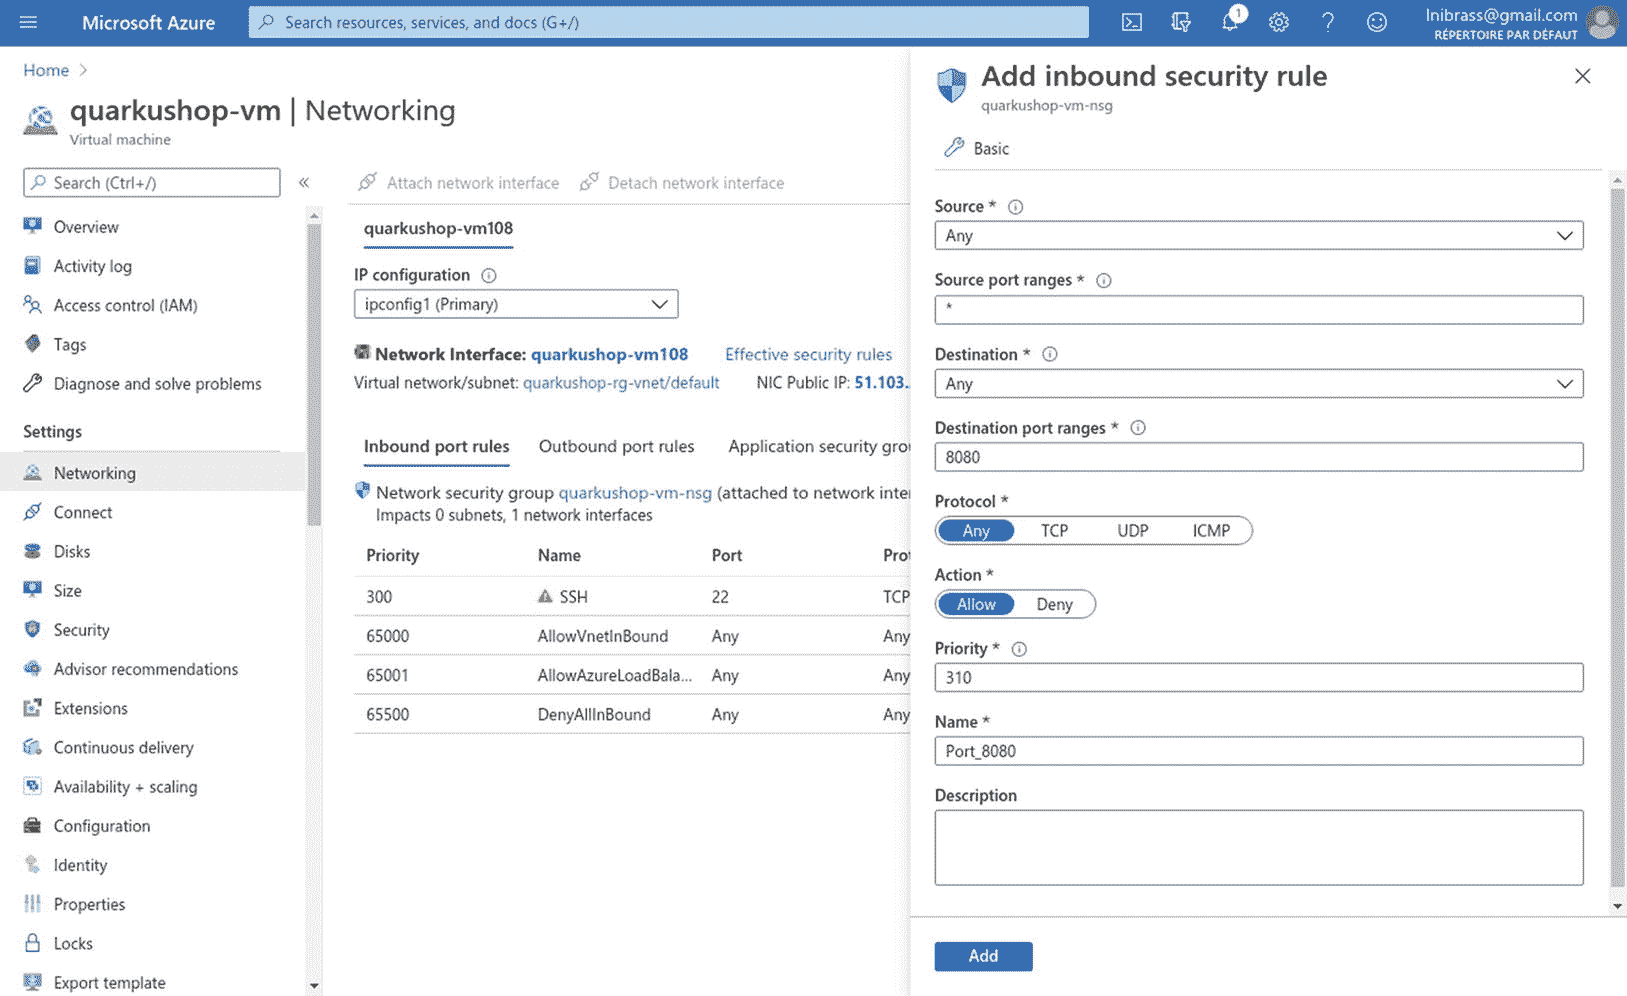 Microsoft Azure
Search resources, services, and docs (G+/)
1
Inibrass@gmail.com
RÉPERTOIRE PAR DÉFAUT
Home
quarkushop-vm | Networking
Virtual machine
Search (Ctrl+/)
Overview
Activity log
Access control (IAM)
Tags
Diagnose and solve problems
Settings
Networking
Connect
Disks
Size
Security
Advisor recommendations
Extensions
Continuous delivery
Availability + scaling
Configuration
Identity
Properties
Locks
Export template
Attach network interface Detach network interface
quarkushop-vm108
IP configuration
ipconfig1 (Primary)
Network Interface: quarkushop-vm108 Effective security rules
Virtual network/subnet: quarkushop-rg-vnet/default NIC Public IP: 51.103..
Inbound port rules Outbound port rules Application security grou
Network security group quarkushop-vm-nsg (attached to network inter
Impacts 0 subnets, 1 network interfaces
Priority Name Port Prot
300 SSH 22 TCP
65000 AllowVnetInBound Any Any
65001 AllowAzureLoadBala... Any Any
65500 DenyAllInBound Any Any
Add inbound security rule
quarkushop-vm-nsg
Basic
Source *
Any
Source port ranges *
*
Destination *
Any
Destination port ranges *
8080
Protocol *
Any TCP UDP ICMP
Action *
Allow Deny
Priority *
310
Name *
Port_8080
Description
Add